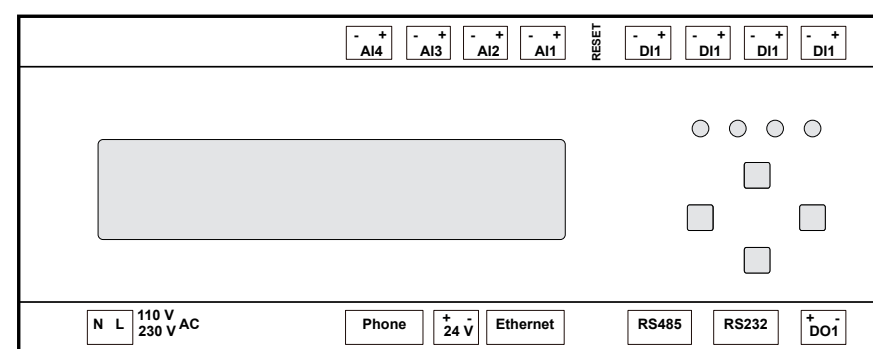 - + AI4
- + AI3
- + AI2
- + AI1
RESET
- + DI1
- + DI1
- + DI1
- + DI1
N L
110 V
230 V AC
Phone
+ - 24 V
Ethernet
RS485
RS232
+ - DO1